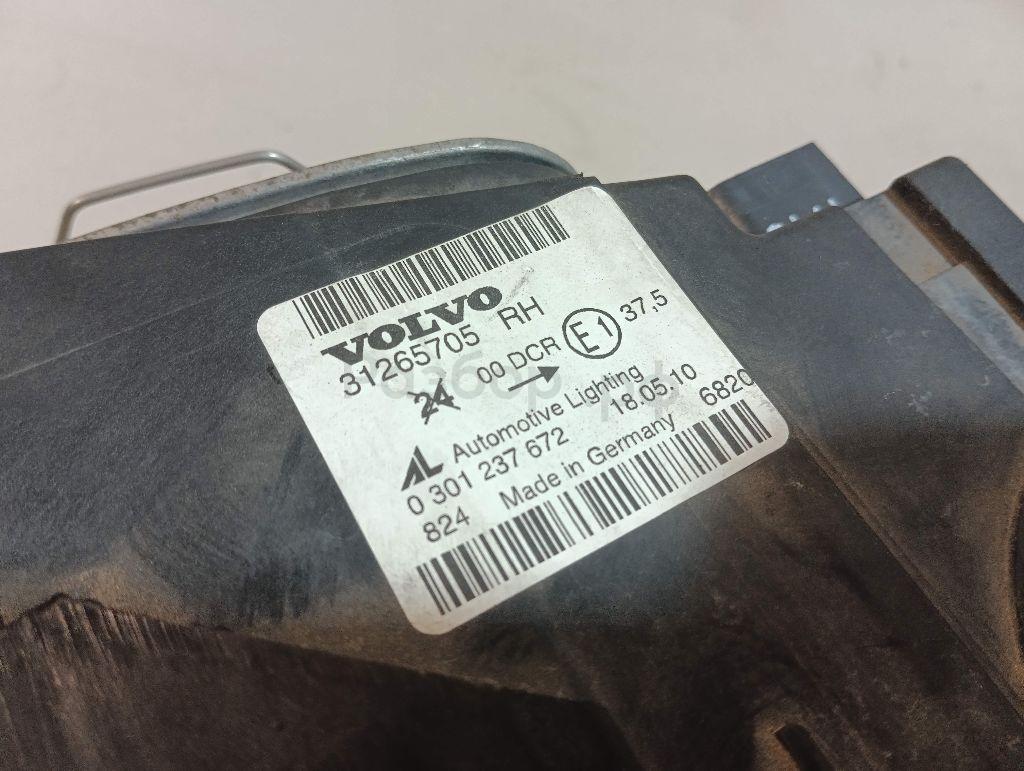 VOLVO
31265705 RH
24 00 DCR E1 37,5
AL Automotive Lighting
0 301 237 672 18.05.10
824 Made in Germany 6820